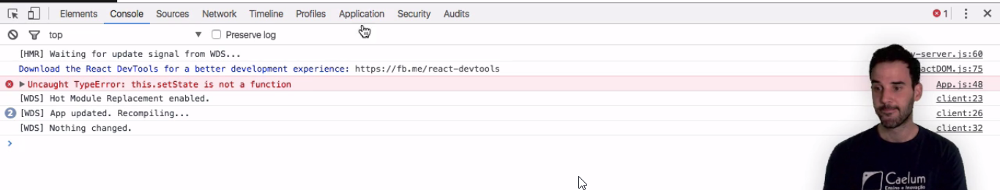 Elements Console Sources Network Timeline Profiles Application Security Audits 1
top Preserve log
[HMR] Waiting for update signal from WDS... -server.js:60
Download the React DevTools for a better development experience: https://fb.me/react-devtools actDOM.js:75
Uncaught TypeError: this.setState is not a function App.js:48
[WDS] Hot Module Replacement enabled. client:23
2 [WDS] App updated. Recompiling... client:26
[WDS] Nothing changed. client:32
Caelum
Ensino e Inovação